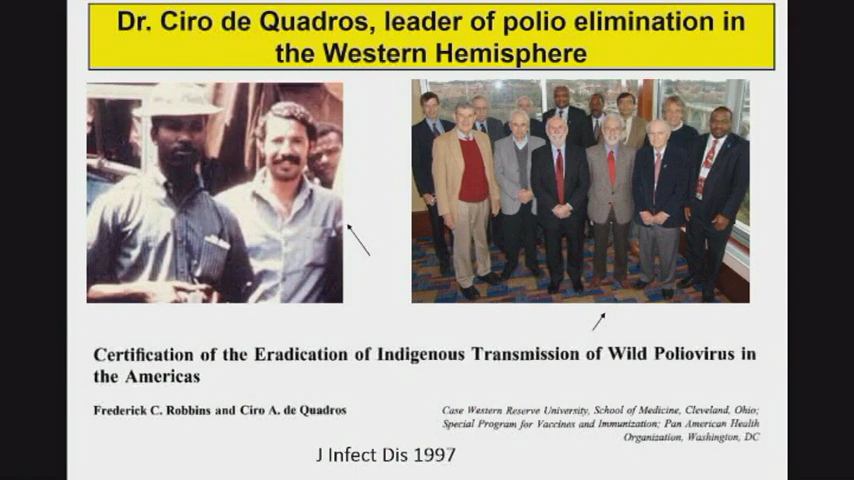 Dr. Ciro de Quadros, leader of polio elimination in
the Western Hemisphere
Certification of the Eradication of Indigenous Transmission of Wild Poliovirus in
the Americas
Frederick C. Robbins and Ciro A. de Quadros
Case Western Reserve University, School of Medicine, Cleveland, Ohio;
Special Program for Vaccines and Immunization; Pan American Health
Organization, Washington, DC
J Infect Dis 1997